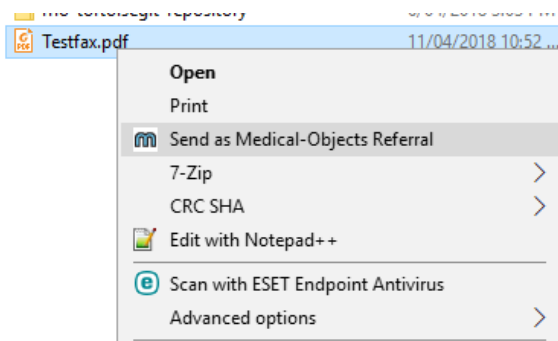 Testfax.pdf 11/04/2018 10:52 ...
Open
Print
Send as Medical-Objects Referral
7-Zip
CRC SHA
Edit with Notepad++
Scan with ESET Endpoint Antivirus
Advanced options